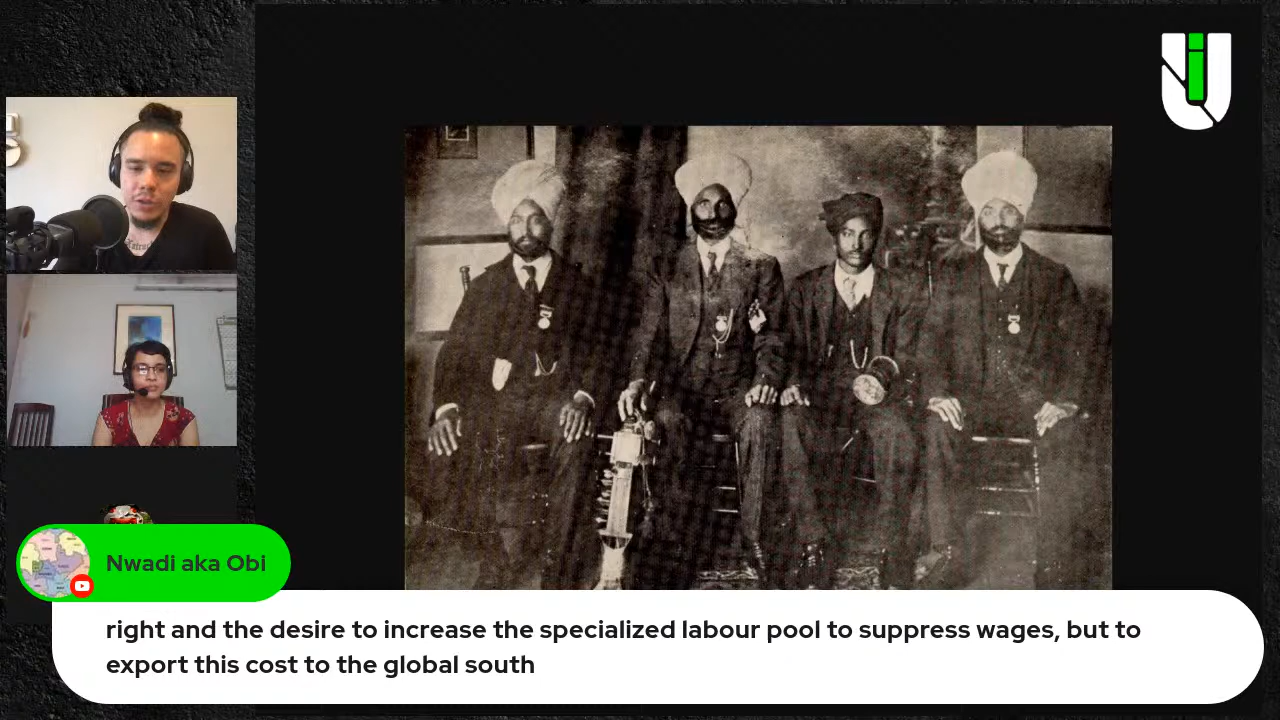 Nwadi aka Obi
right and the desire to increase the specialized labour pool to suppress wages, but to
export this cost to the global south